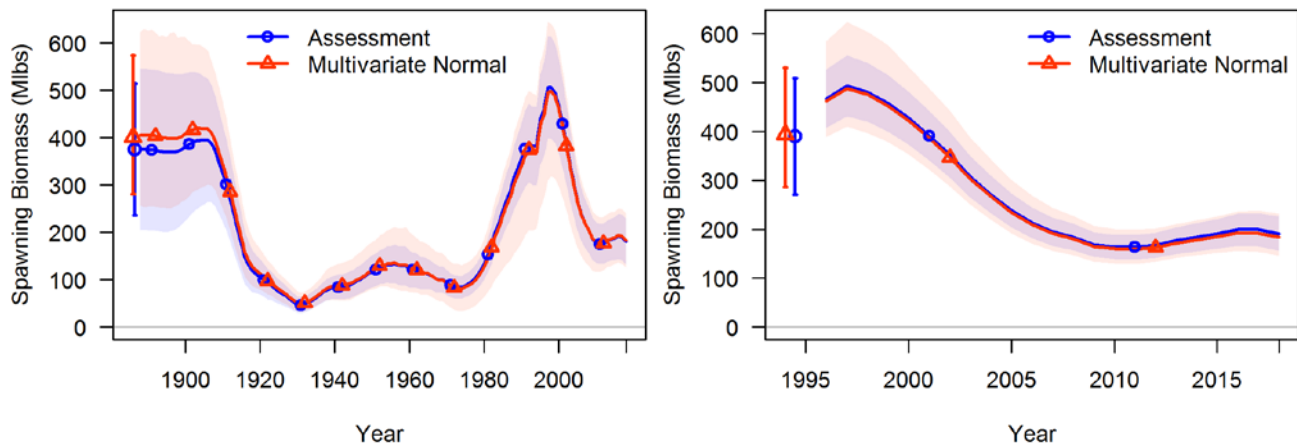 Spawning Biomass (Mlbs)
600
500
400
300
200
100
0
Assessment
Multivariate Normal
1900 1920 1940 1960 1980 2000
Year
Spawning Biomass (Mlbs)
600
500
400
300
200
100
0
Assessment
Multivariate Normal
1995 2000 2005 2010 2015
Year